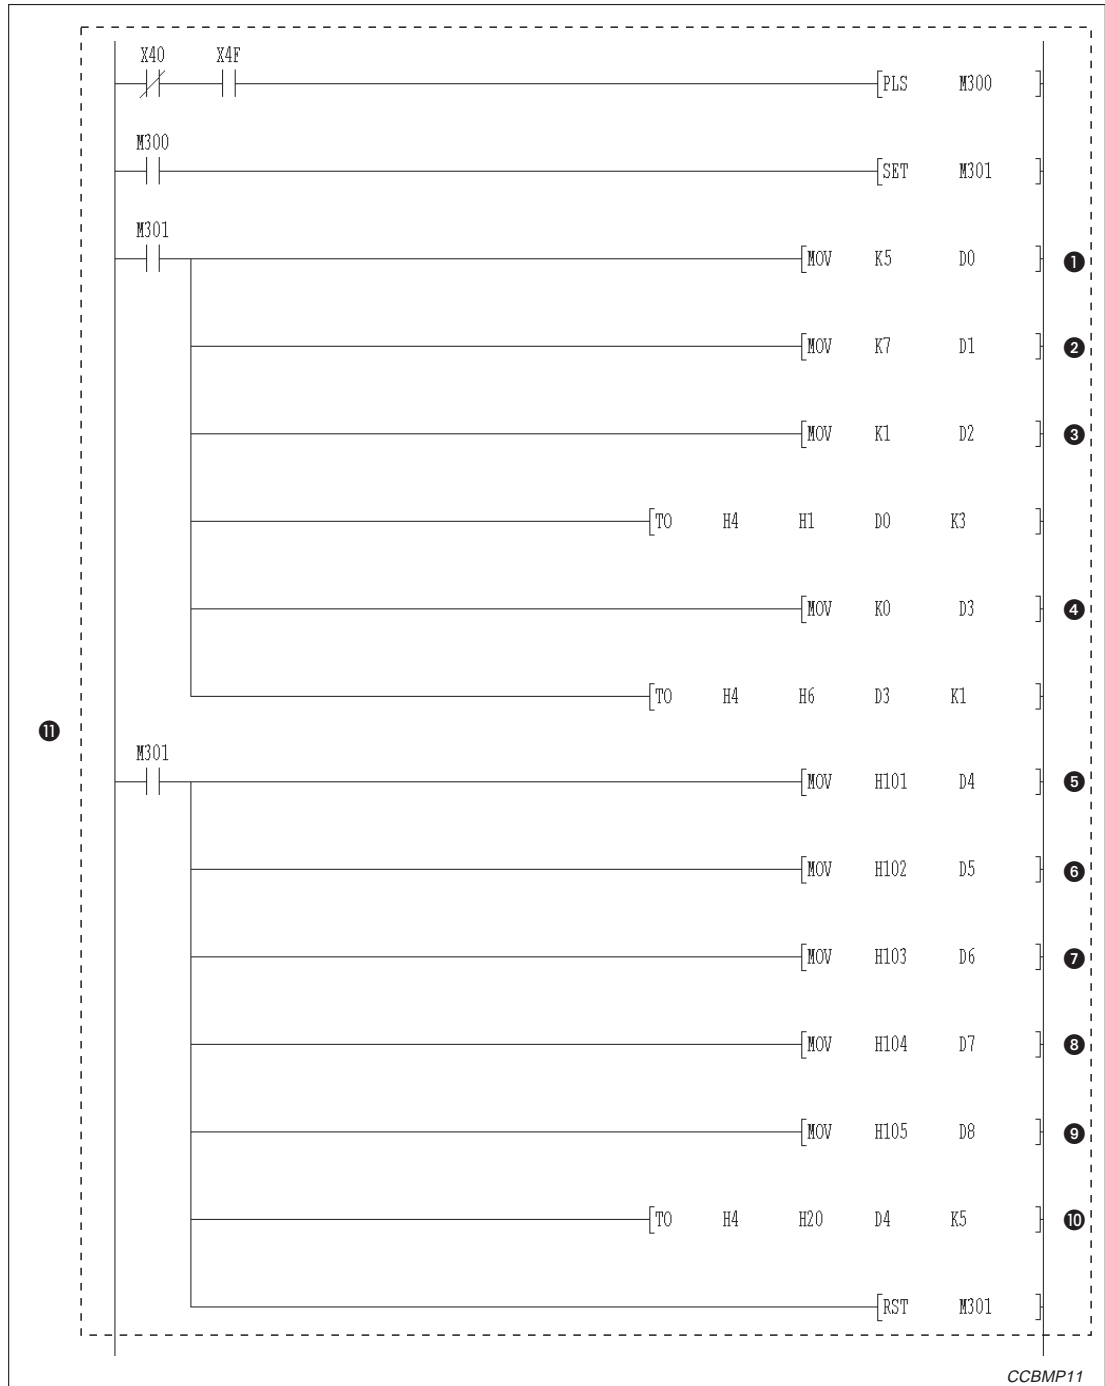 X40 X4F
[PLS M300 ]
M300
[SET M301 ]
M301
[MOV K5 D0 ] ❶
[MOV K7 D1 ] ❷
[MOV K1 D2 ] ❸
[TO H4 H1 D0 K3 ]
[MOV K0 D3 ] ❹
[TO H4 H6 D3 K1 ]
⓫
M301
[MOV H101 D4 ] ❺
[MOV H102 D5 ] ❻
[MOV H103 D6 ] ❼
[MOV H104 D7 ] ❽
[MOV H105 D8 ] ❾
[TO H4 H20 D4 K5 ] ❿
[RST M301 ]
CCBMP11